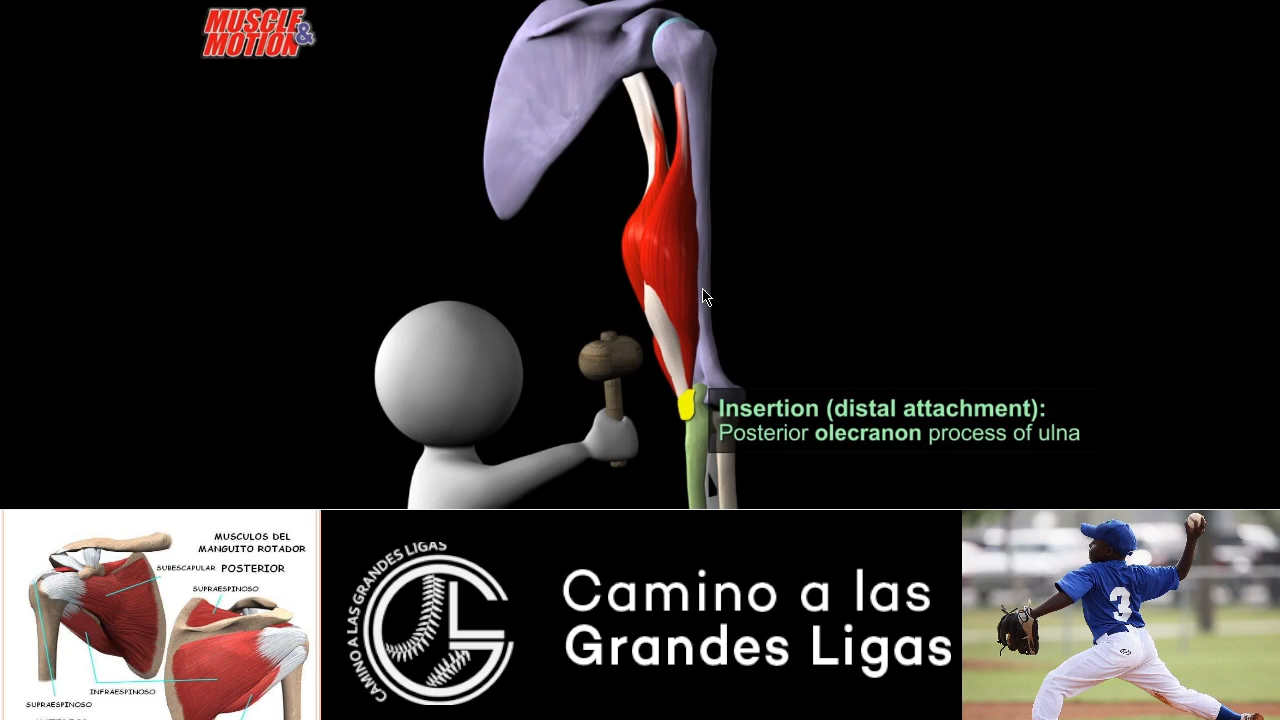 MUSCLE &
MOTION
Insertion (distal attachment):
Posterior olecranon process of ulna
MUSCULOS DEL
MANGUITO ROTADOR
SUBESCAPULAR POSTERIOR
SUPRAESPINOSO
INFRAESPINOSO
SUPRAESPINOSO
CAMINO A LAS GRANDES LIGAS
Camino a las
Grandes Ligas
3